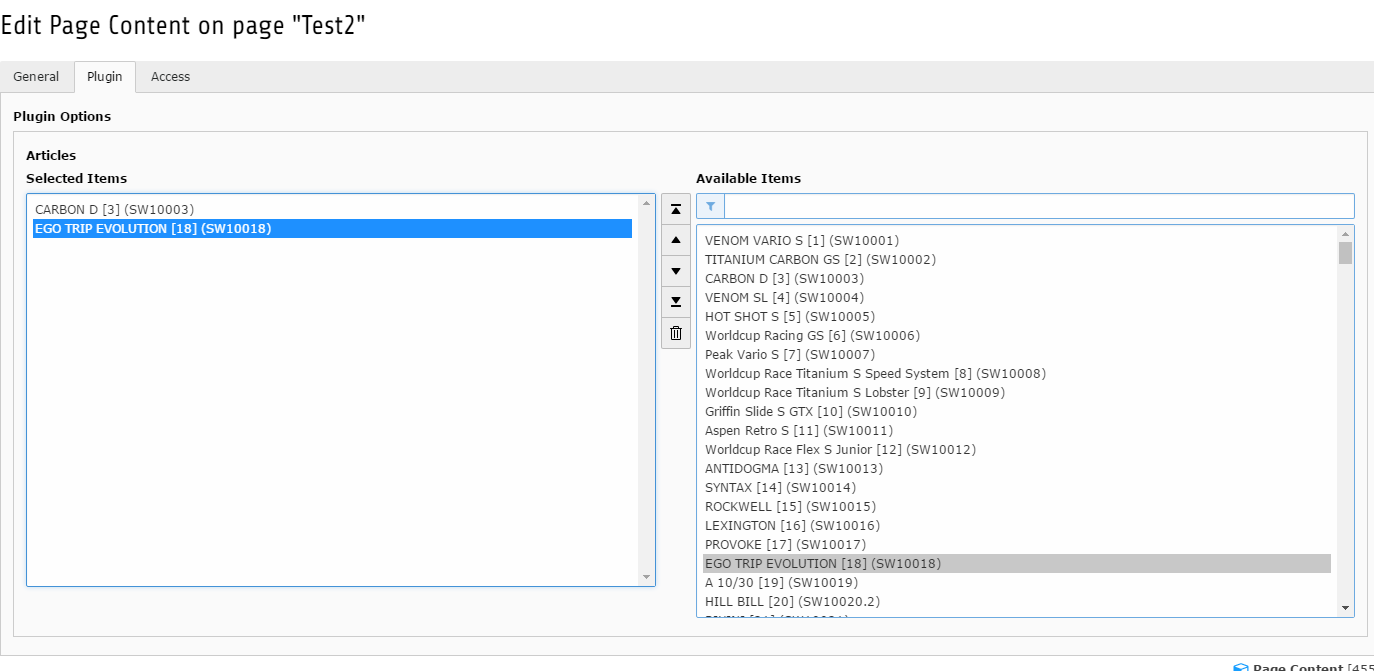 Edit Page Content on page "Test2"
General Plugin Access
Plugin Options
Articles
Selected Items
CARBON D [3] (SW10003)
EGO TRIP EVOLUTION [18] (SW10018)
Available Items
VENOM VARIO S [1] (SW10001)
TITANIUM CARBON GS [2] (SW10002)
CARBON D [3] (SW10003)
VENOM SL [4] (SW10004)
HOT SHOT S [5] (SW10005)
Worldcup Racing GS [6] (SW10006)
Peak Vario S [7] (SW10007)
Worldcup Race Titanium S Speed System [8] (SW10008)
Worldcup Race Titanium S Lobster [9] (SW10009)
Griffin Slide S GTX [10] (SW10010)
Aspen Retro S [11] (SW10011)
Worldcup Race Flex S Junior [12] (SW10012)
ANTIDOGMA [13] (SW10013)
SYNTAX [14] (SW10014)
ROCKWELL [15] (SW10015)
LEXINGTON [16] (SW10016)
PROVOKE [17] (SW10017)
EGO TRIP EVOLUTION [18] (SW10018)
A 10/30 [19] (SW10019)
HILL BILL [20] (SW10020.2)
Page Content [455